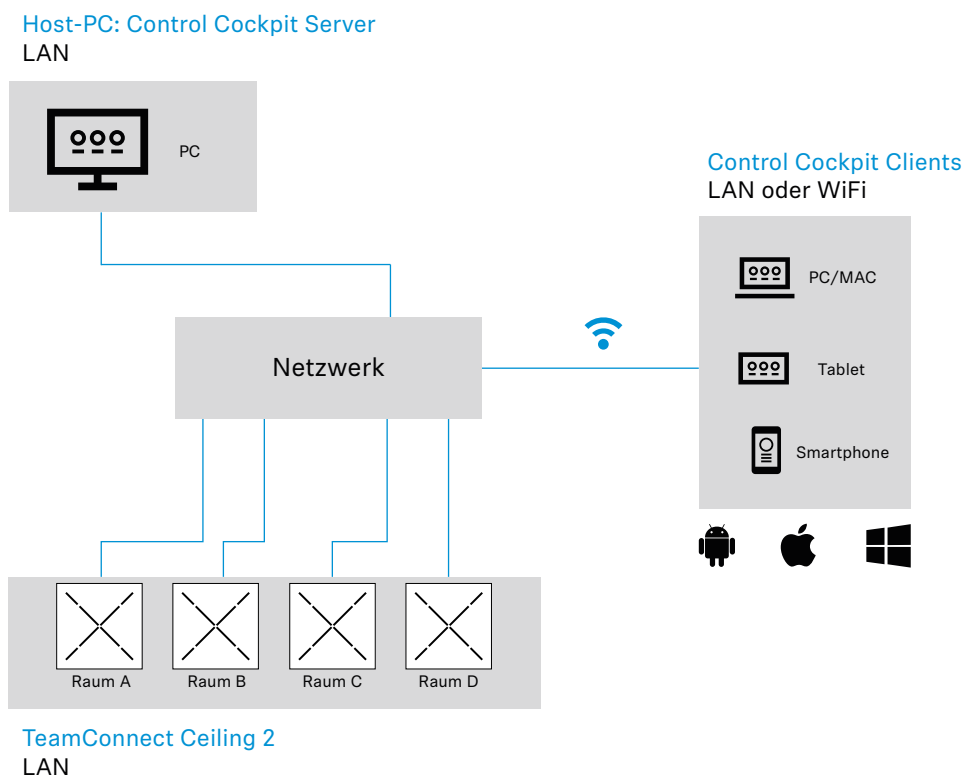 Host-PC: Control Cockpit Server
LAN
PC
Control Cockpit Clients
LAN oder WiFi
PC/MAC
Tablet
Smartphone
Netzwerk
Raum A
Raum B
Raum C
Raum D
TeamConnect Ceiling 2
LAN